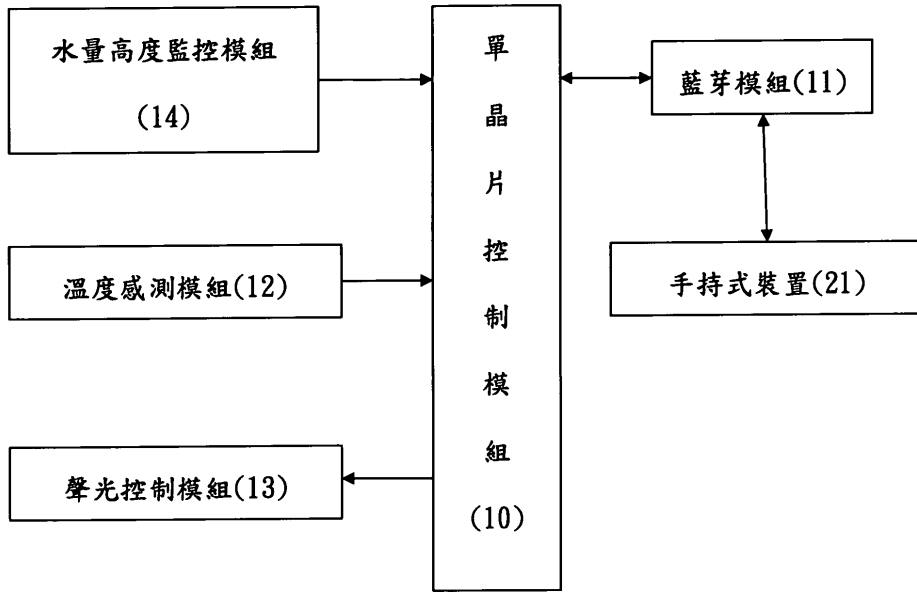 水量高度監控模組
(14)
溫度感測模組(12)
聲光控制模組(13)
單
晶
片
控
制
模
組
(10)
藍芽模組(11)
手持式裝置(21)